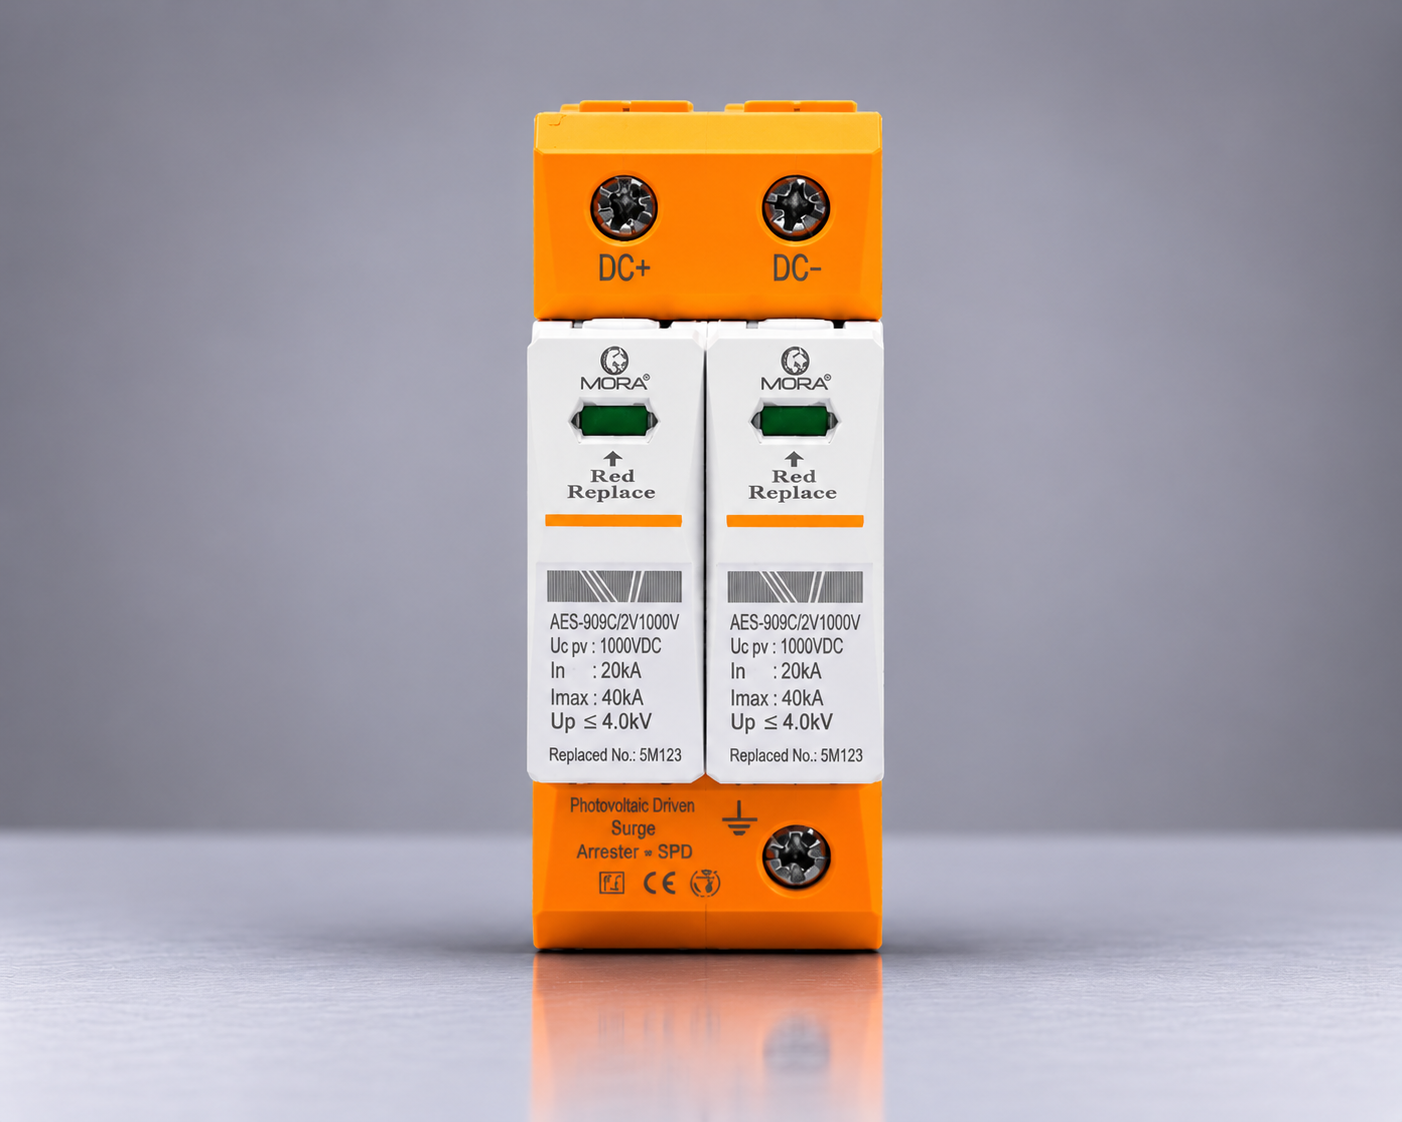 DC+ DC-
MORA®
Red
Replace
AES-909C/2V1000V
Uc pv : 1000VDC
In : 20kA
Imax : 40kA
Up ≤ 4.0kV
Replaced No.: 5M123
MORA®
Red
Replace
AES-909C/2V1000V
Uc pv : 1000VDC
In : 20kA
Imax : 40kA
Up ≤ 4.0kV
Replaced No.: 5M123
Photovoltaic Driven
Surge
Arrester - SPD
CE